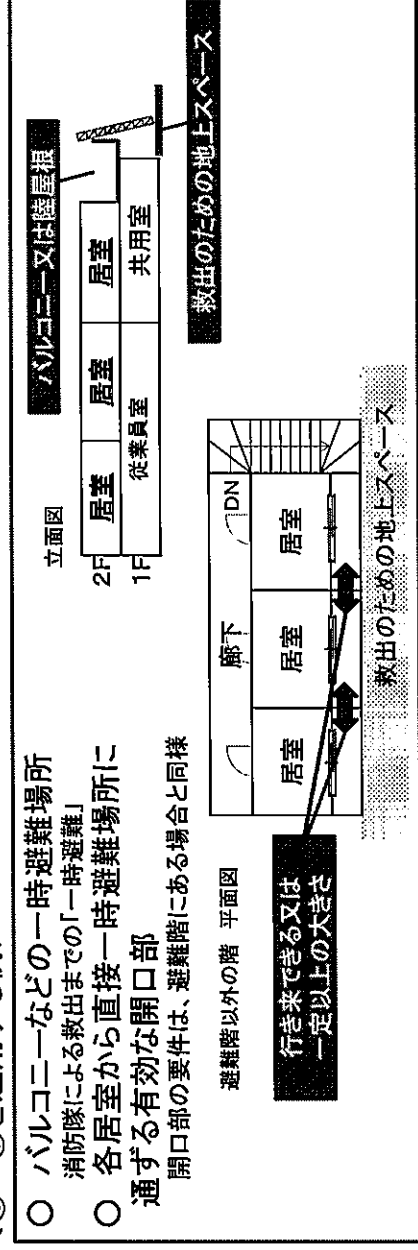 ○ バルコニーなどの一時避難場所
消防隊による救出までの「一時避難」
○ 各居室から直接一時避難場所に
通ずる有効な開口部
開口部の要件は、避難階にある場合と同様
立面図
バルコニー又は陸屋根
2F
居室
居室
居室
1F
従業員室
共用室
救出のための地上スペース
避難階以外の階 平面図
廊下
DN
居室
居室
居室
行き来できる又は
一定以上の大きさ
救出のための地上スペース